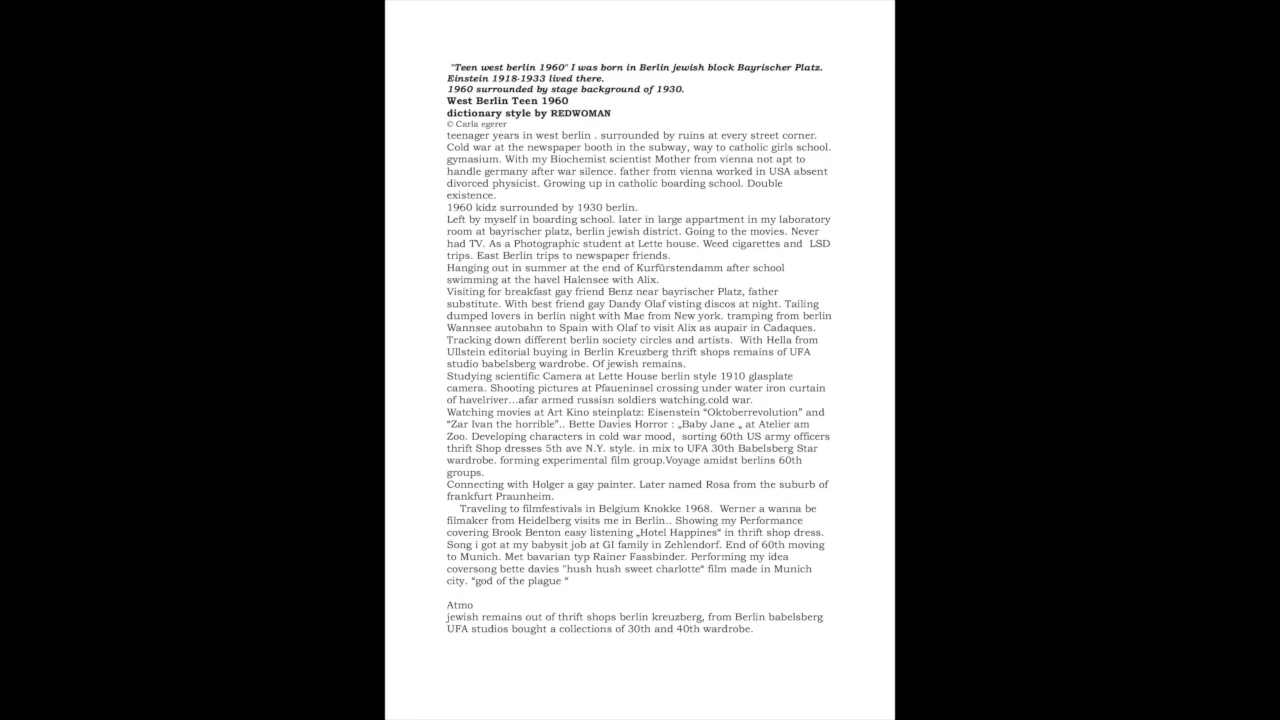 "Teen west berlin 1960" I was born in Berlin jewish block Bayrischer Platz.
Einstein 1918-1933 lived there.
1960 surrounded by stage background of 1930.
West Berlin Teen 1960
dictionary style by REDWOMAN
© Carla egerer
teenager years in west berlin . surrounded by ruins at every street corner.
Cold war at the newspaper booth in the subway, way to catholic girls school.
gymasium. With my Biochemist scientist Mother from vienna not apt to
handle germany after war silence. father from vienna worked in USA absent
divorced physicist. Growing up in catholic boarding school. Double
existence.
1960 kidz surrounded by 1930 berlin.
Left by myself in boarding school. later in large appartment in my laboratory
room at bayrischer platz, berlin jewish district. Going to the movies. Never
had TV. As a Photographic student at Lette house. Weed cigarettes and  LSD
trips. East Berlin trips to newspaper friends.
Hanging out in summer at the end of Kurfürstendamm after school
swimming at the havel Halensee with Alix.
Visiting for breakfast gay friend Benz near bayrischer Platz, father
substitute. With best friend gay Dandy Olaf visting discos at night. Tailing
dumped lovers in berlin night with Mae from New york. tramping from berlin
Wannsee autobahn to Spain with Olaf to visit Alix as aupair in Cadaques.
Tracking down different berlin society circles and artists.  With Hella from
Ullstein editorial buying in Berlin Kreuzberg thrift shops remains of UFA
studio babelsberg wardrobe. Of jewish remains.
Studying scientific Camera at Lette House berlin style 1910 glasplate
camera. Shooting pictures at Pfaueninsel crossing under water iron curtain
of havelriver...afar armed russisn soldiers watching.cold war.
Watching movies at Art Kino steinplatz: Eisenstein “Oktoberrevolution” and
“Zar Ivan the horrible”.. Bette Davies Horror : „Baby Jane „ at Atelier am
Zoo. Developing characters in cold war mood,  sorting 60th US army officers
thrift Shop dresses 5th ave N.Y. style. in mix to UFA 30th Babelsberg Star
wardrobe. forming experimental film group.Voyage amidst berlins 60th
groups.
Connecting with Holger a gay painter. Later named Rosa from the suburb of
frankfurt Praunheim.
Traveling to filmfestivals in Belgium Knokke 1968.  Werner a wanna be
filmaker from Heidelberg visits me in Berlin.. Showing my Performance
covering Brook Benton easy listening „Hotel Happines“ in thrift shop dress.
Song i got at my babysit job at GI family in Zehlendorf. End of 60th moving
to Munich. Met bavarian typ Rainer Fassbinder. Performing my idea
coversong bette davies "hush hush sweet charlotte“ film made in Munich
city. “god of the plague “
Atmo
jewish remains out of thrift shops berlin kreuzberg, from Berlin babelsberg
UFA studios bought a collections of 30th and 40th wardrobe.